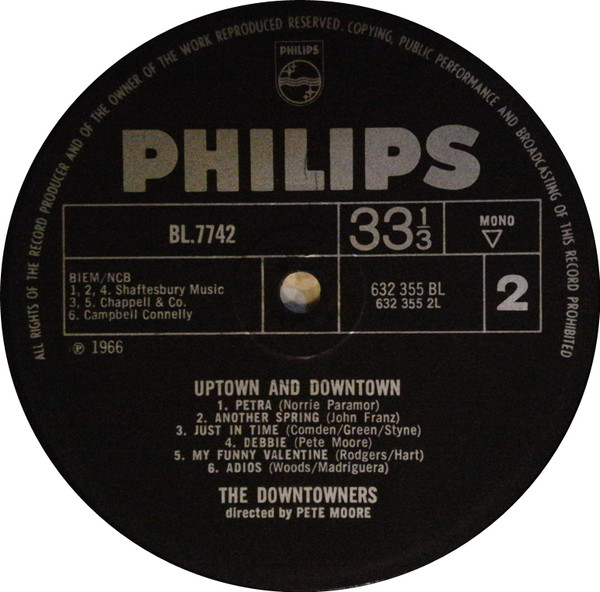 ALL RIGHTS OF THE RECORD PRODUCER AND OF THE OWNER OF THE WORK REPRODUCED RESERVED. COPYING, PUBLIC PERFORMANCE AND BROADCASTING OF THIS RECORD PROHIBITED
PHILIPS
PHILIPS
BL.7742
33⅓
MONO
BIEM/NCB
1, 2, 4. Shaftesbury Music
3, 5. Chappell & Co.
6. Campbell Connelly
632 355 BL
632 355 2L
2
℗ 1966
UPTOWN AND DOWNTOWN
1. PETRA (Norrie Paramor)
2. ANOTHER SPRING (John Franz)
3. JUST IN TIME (Comden/Green/Styne)
4. DEBBIE (Pete Moore)
5. MY FUNNY VALENTINE (Rodgers/Hart)
6. ADIOS (Woods/Madriguera)
THE DOWNTOWNERS
directed by PETE MOORE